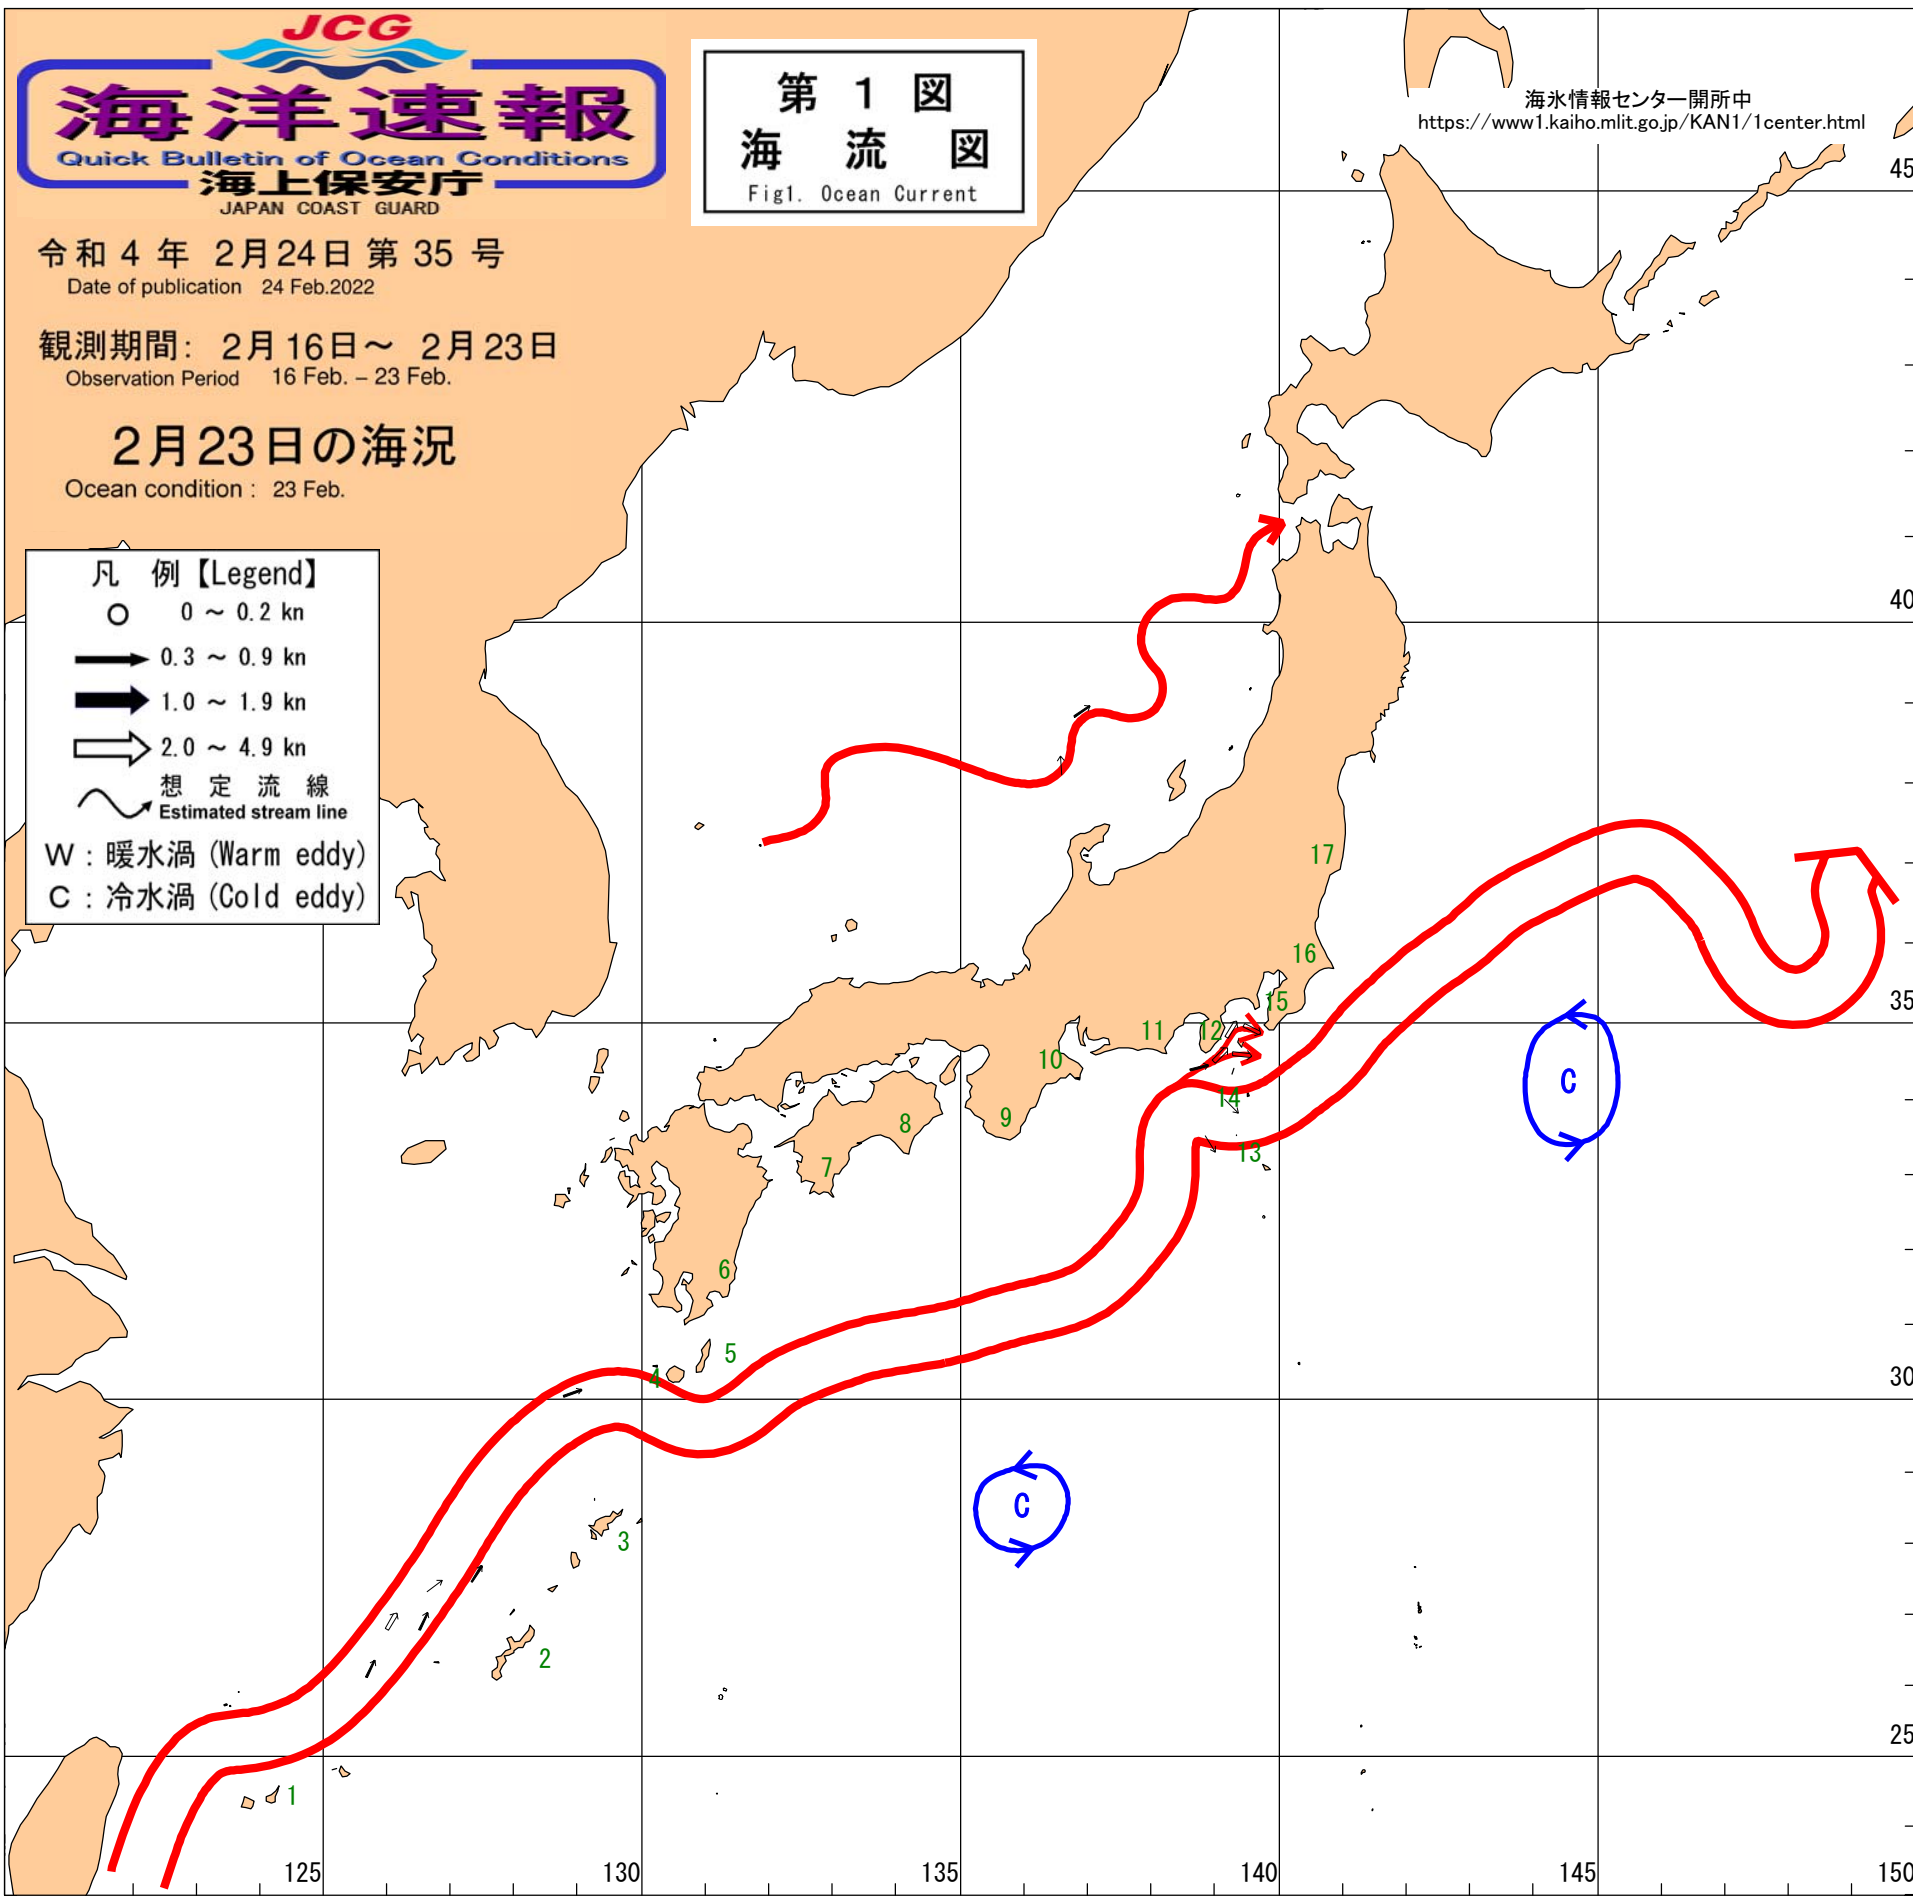 JCG
海洋速報
Quick Bulletin of Ocean Conditions
海上保安庁
JAPAN COAST GUARD
第 1 図
海 流 図
Fig1. Ocean Current
海氷情報センター開所中
https://www1.kaiho.mlit.go.jp/KAN1/1center.html
令和 4 年 2月24日 第 35 号
Date of publication 24 Feb.2022
観測期間: 2月16日～ 2月23日
Observation Period 16 Feb. – 23 Feb.
2月23日の海況
Ocean condition : 23 Feb.
凡 例【Legend】
0 ～ 0.2 kn
0.3 ～ 0.9 kn
1.0 ～ 1.9 kn
2.0 ～ 4.9 kn
想 定 流 線
Estimated stream line
W : 暖水渦 (Warm eddy)
C : 冷水渦 (Cold eddy)
45
40
17
16
35
15
12
11
10
C
14
9
8
13
7
6
5
4
30
C
3
2
25
1
125
130
135
140
145
150